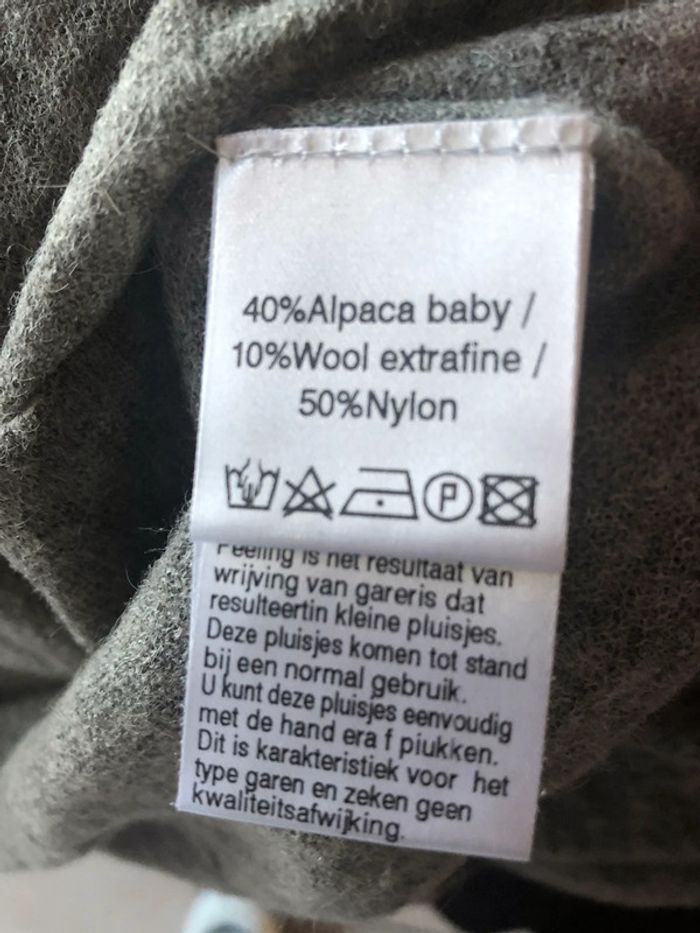 40%Alpaca baby /
10%Wool extrafine /
50%Nylon
P
Peeling is het resultaat van
wrijving van gareris dat
resulteertin kleine pluisjes.
Deze pluisjes komen tot stand
bij een normal gebruik.
U kunt deze pluisjes eenvoudig
met de hand era f piukken.
Dit is karakteristiek voor het
type garen en zeken geen
kwaliteitsafwijking.